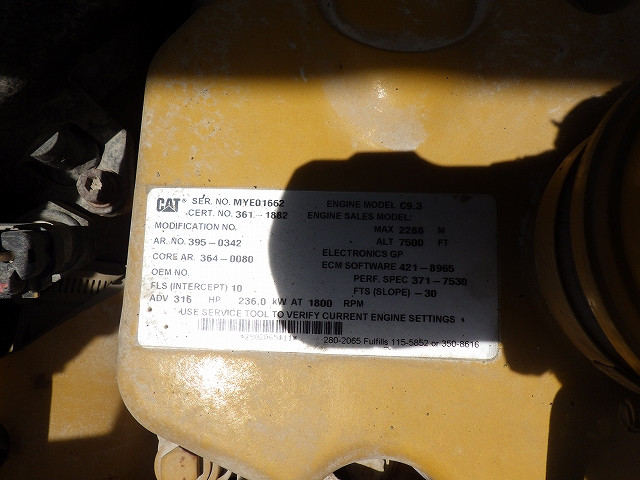 CAT® SER. NO. MYE01662 ENGINE MODEL C9.3
CERT. NO. 361-1882 ENGINE SALES MODEL:
MODIFICATION NO. MAX 2286 M
AR. NO. 395-0342 ALT 7500 FT
CORE AR. 364-0080 ELECTRONICS GP
OEM NO. ECM SOFTWARE 421-8965
FLS (INTERCEPT) 10 PERF. SPEC 371-7530
ADV 316 HP 236.0 kW AT 1800 RPM FTS (SLOPE) -30
USE SERVICE TOOL TO VERIFY CURRENT ENGINE SETTINGS
280-2065 Fulfills 115-5852 or 350-8616